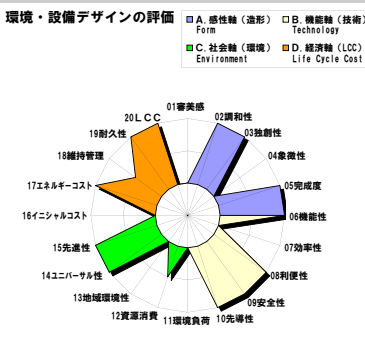 環境・設備デザインの評価
A. 感性軸（造形）
Form
B. 機能軸（技術）
Technology
C. 社会軸（環境）
Environment
D. 経済軸（LCC）
Life Cycle Cost
01審美感
02調和性
03独創性
04象徴性
05完成度
06機能性
07効率性
08利便性
09安全性
10先導性
11環境負荷
12資源消費
13地域環境性
14ユニバーサル性
15先進性
16イニシャルコスト
17エネルギーコスト
18維持管理
19耐久性
20ＬＣＣ